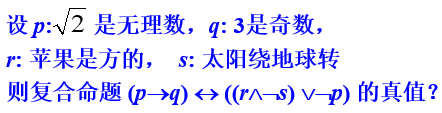 设 p:√2 是无理数，q: 3是奇数，
r: 苹果是方的， s: 太阳绕地球转
则复合命题 (p→q) ↔ ((r∧¬s) ∨¬p) 的真值？